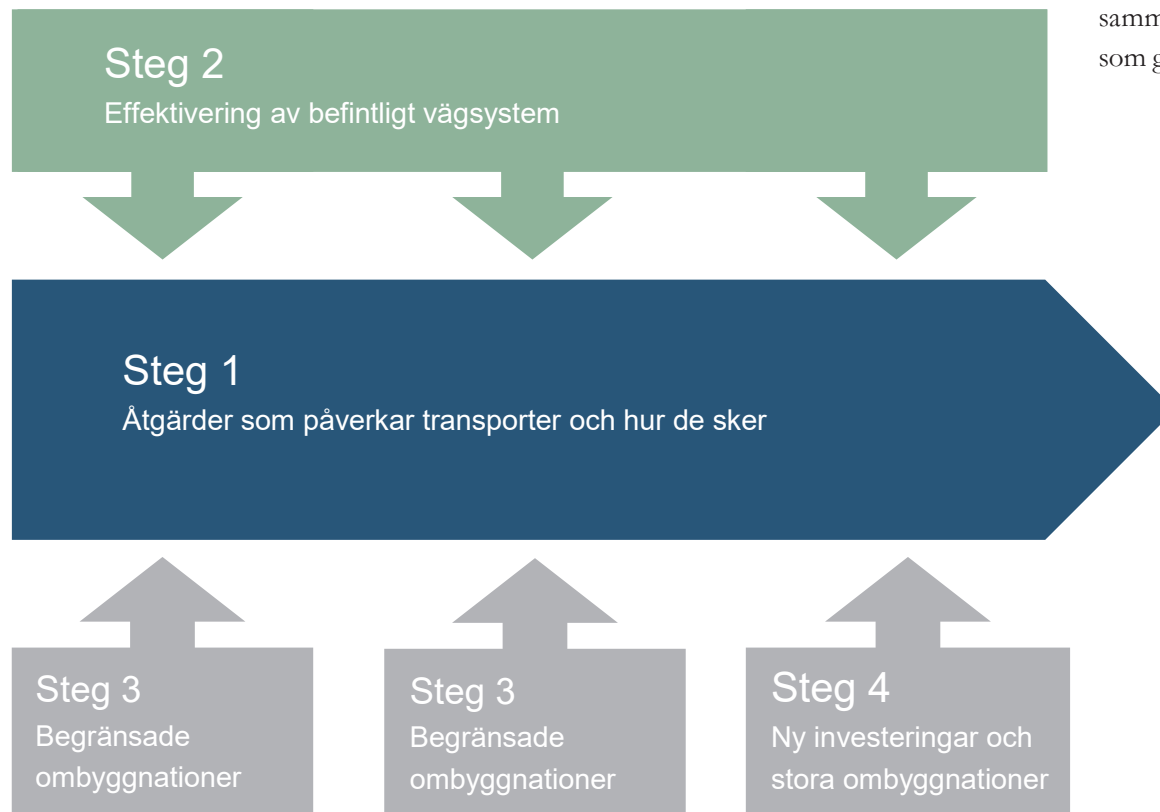 Steg 2
Effektivering av befintligt vägsystem
Steg 1
Åtgärder som påverkar transporter och hur de sker
Steg 3
Begränsade
ombyggnationer
Steg 3
Begränsade
ombyggnationer
Steg 4
Ny investeringar och
stora ombyggnationer
som